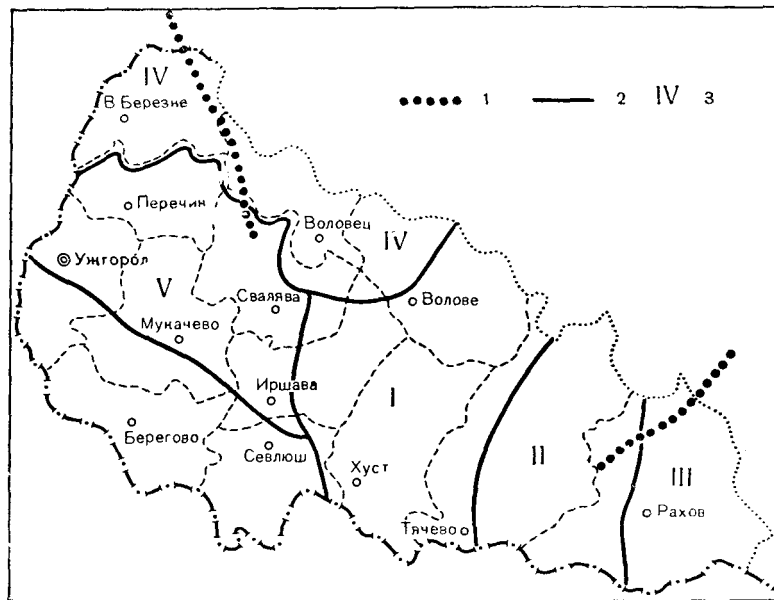 IV
В Березне
1 2 IV 3
Перечин
Воловец
IV
Ужгорол
V
Свалява
Волове
Мукачево
Иршава
I
Берегово
Севлюш
II
Хуст
III
Рахов
Тячево